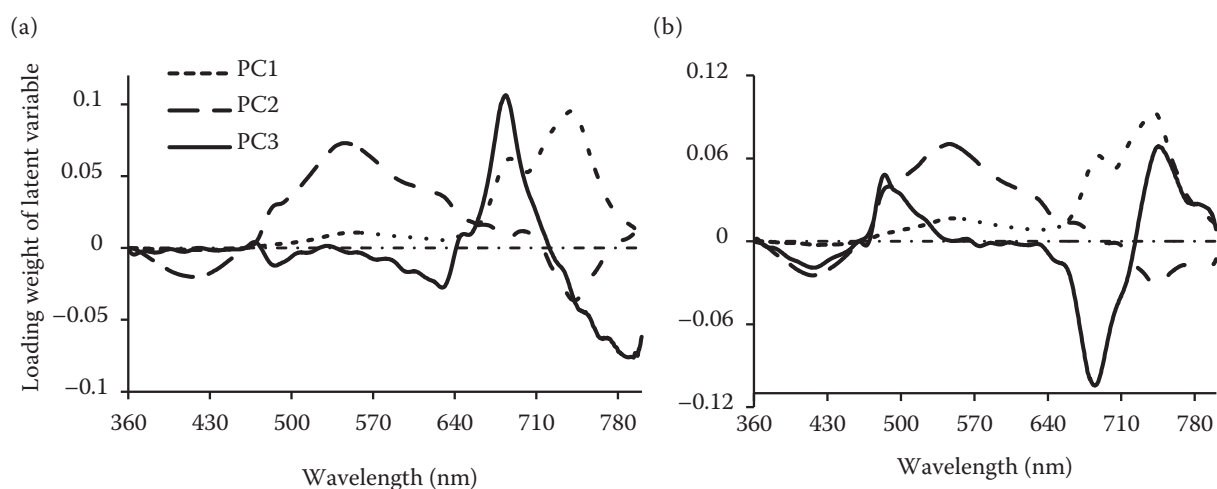 (a)
PC1
PC2
PC3
Loading weight of latent variable
0.1
0.05
0
−0.05
−0.1
360 430 500 570 640 710 780
Wavelength (nm)
(b)
0.12
0.06
0
−0.06
−0.12
360 430 500 570 640 710 780
Wavelength (nm)